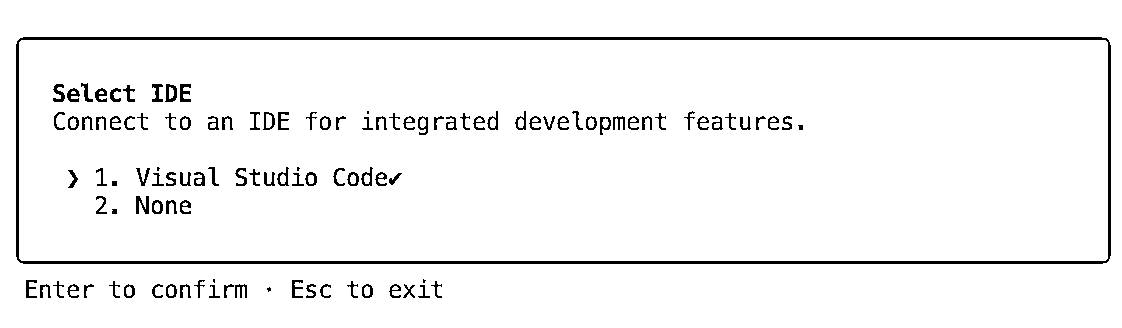 Select IDE
Connect to an IDE for integrated development features.
❯ 1. Visual Studio Code✔
2. None
Enter to confirm · Esc to exit